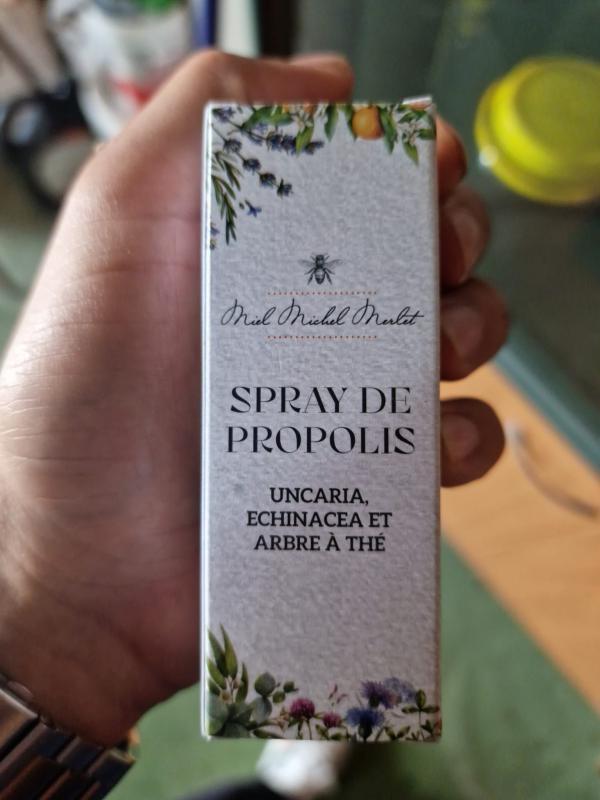 Miel Michel Merlet
SPRAY DE
PROPOLIS
UNCARIA,
ECHINACEA ET
ARBRE À THÉ